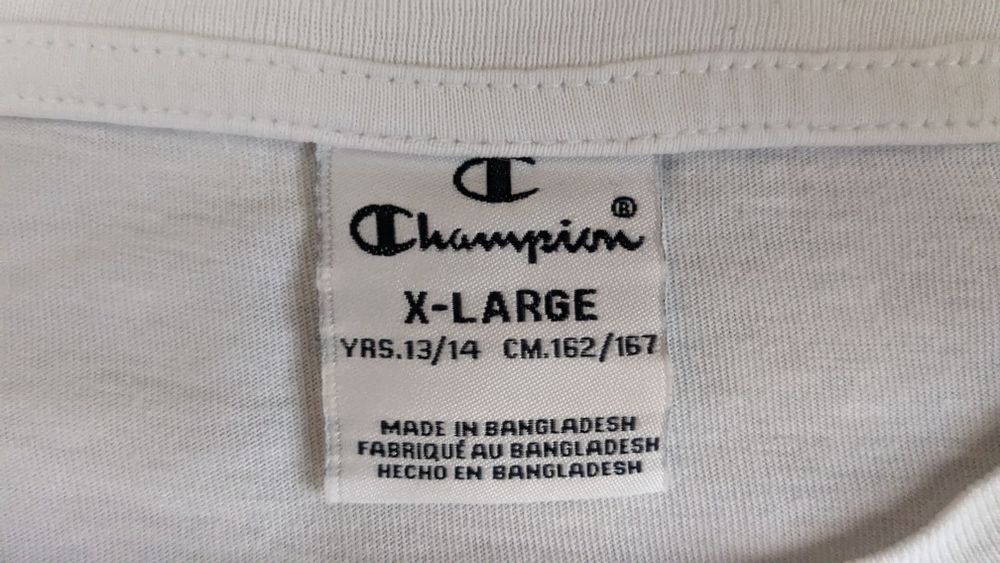 C
Champion®
X-LARGE
YRS.13/14 CM.162/167
MADE IN BANGLADESH
FABRIQUÉ AU BANGLADESH
HECHO EN BANGLADESH